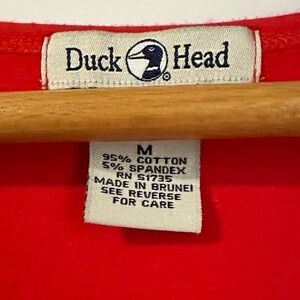 Duck Head
M
95% COTTON
5% SPANDEX
RN 51735
MADE IN BRUNEI
SEE REVERSE
FOR CARE